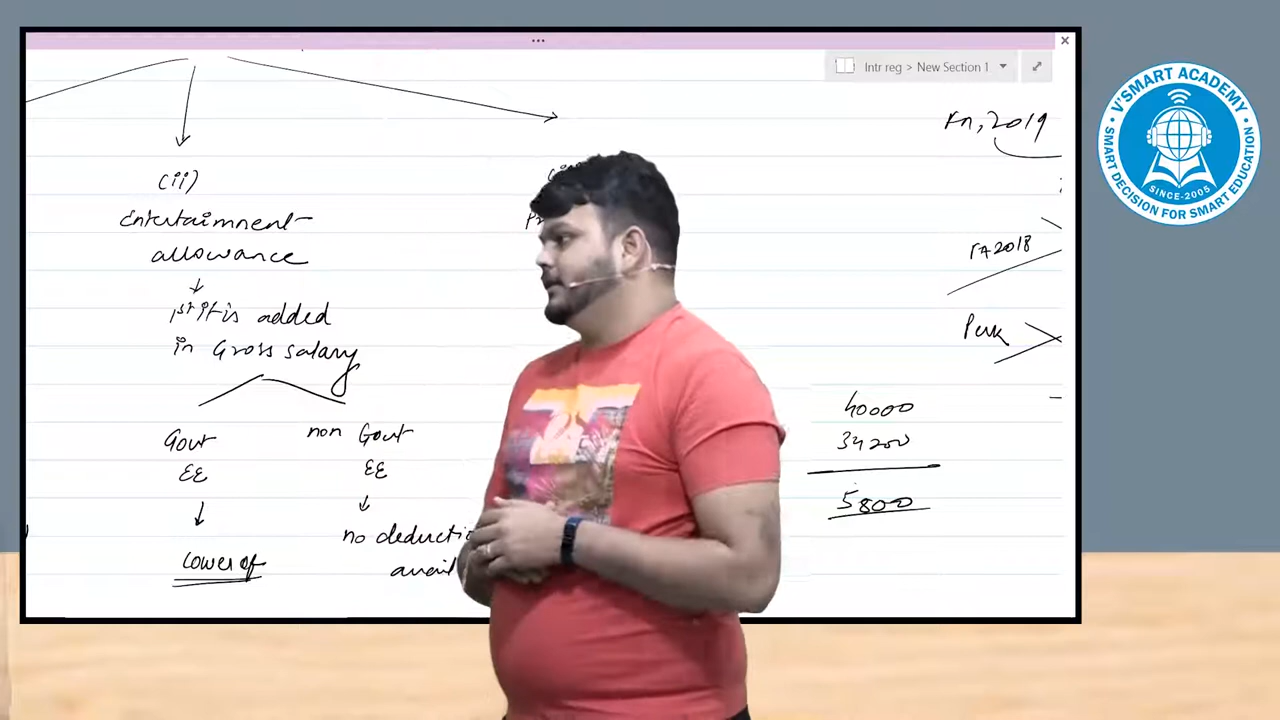 Intr reg > New Section 1
(ii)
Entertainment
allowance
1st it is added
in Gross salary
Govt
EE
lower of
non Govt
EE
no deductio
avail
2019
FA 2018
Perk
40000
34200
5800
V'SMART ACADEMY
SINCE-2005
SMART DECISION FOR SMART EDUCATION